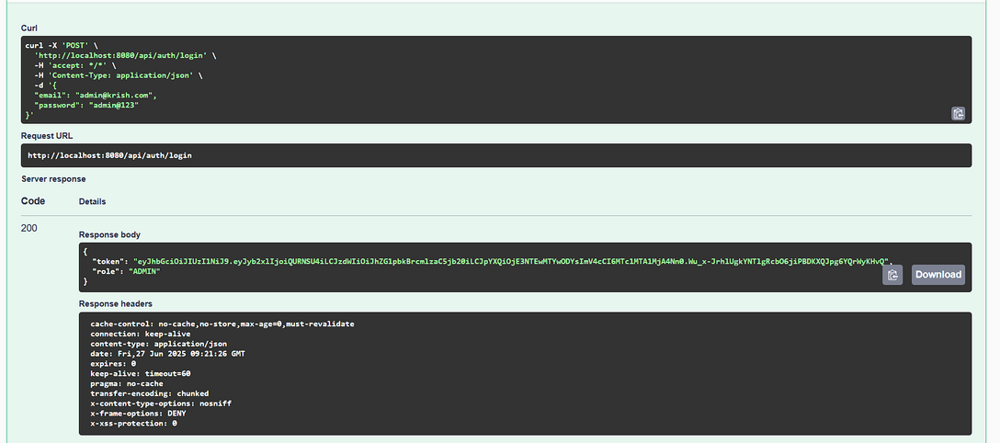 Curl
curl -X 'POST' \
'http://localhost:8080/api/auth/login' \
-H 'accept: */*' \
-H 'Content-Type: application/json' \
-d '{
"email": "admin@krish.com",
"password": "admin@123"
}'
Request URL
http://localhost:8080/api/auth/login
Server response
Code Details
200
Response body
{
"token": "eyJhbGciOiJIUzI1NiJ9.eyJyb2xlIjoiQURNSU4iLCJzdWIiOiJhZG1pbkBrcmlzaC5jb20iLCJpYXQiOjE3NTEwMTYwODYsImV4cCI6MTc1MTA1MjA4Nn0.Wu_x-JrhlUgkYNTlgRcbO6jiPBDKXQJpg6YQrWyKHvQ",
"role": "ADMIN"
}
Download
Response headers
cache-control: no-cache,no-store,max-age=0,must-revalidate
connection: keep-alive
content-type: application/json
date: Fri,27 Jun 2025 09:21:26 GMT
expires: 0
keep-alive: timeout=60
pragma: no-cache
transfer-encoding: chunked
x-content-type-options: nosniff
x-frame-options: DENY
x-xss-protection: 0